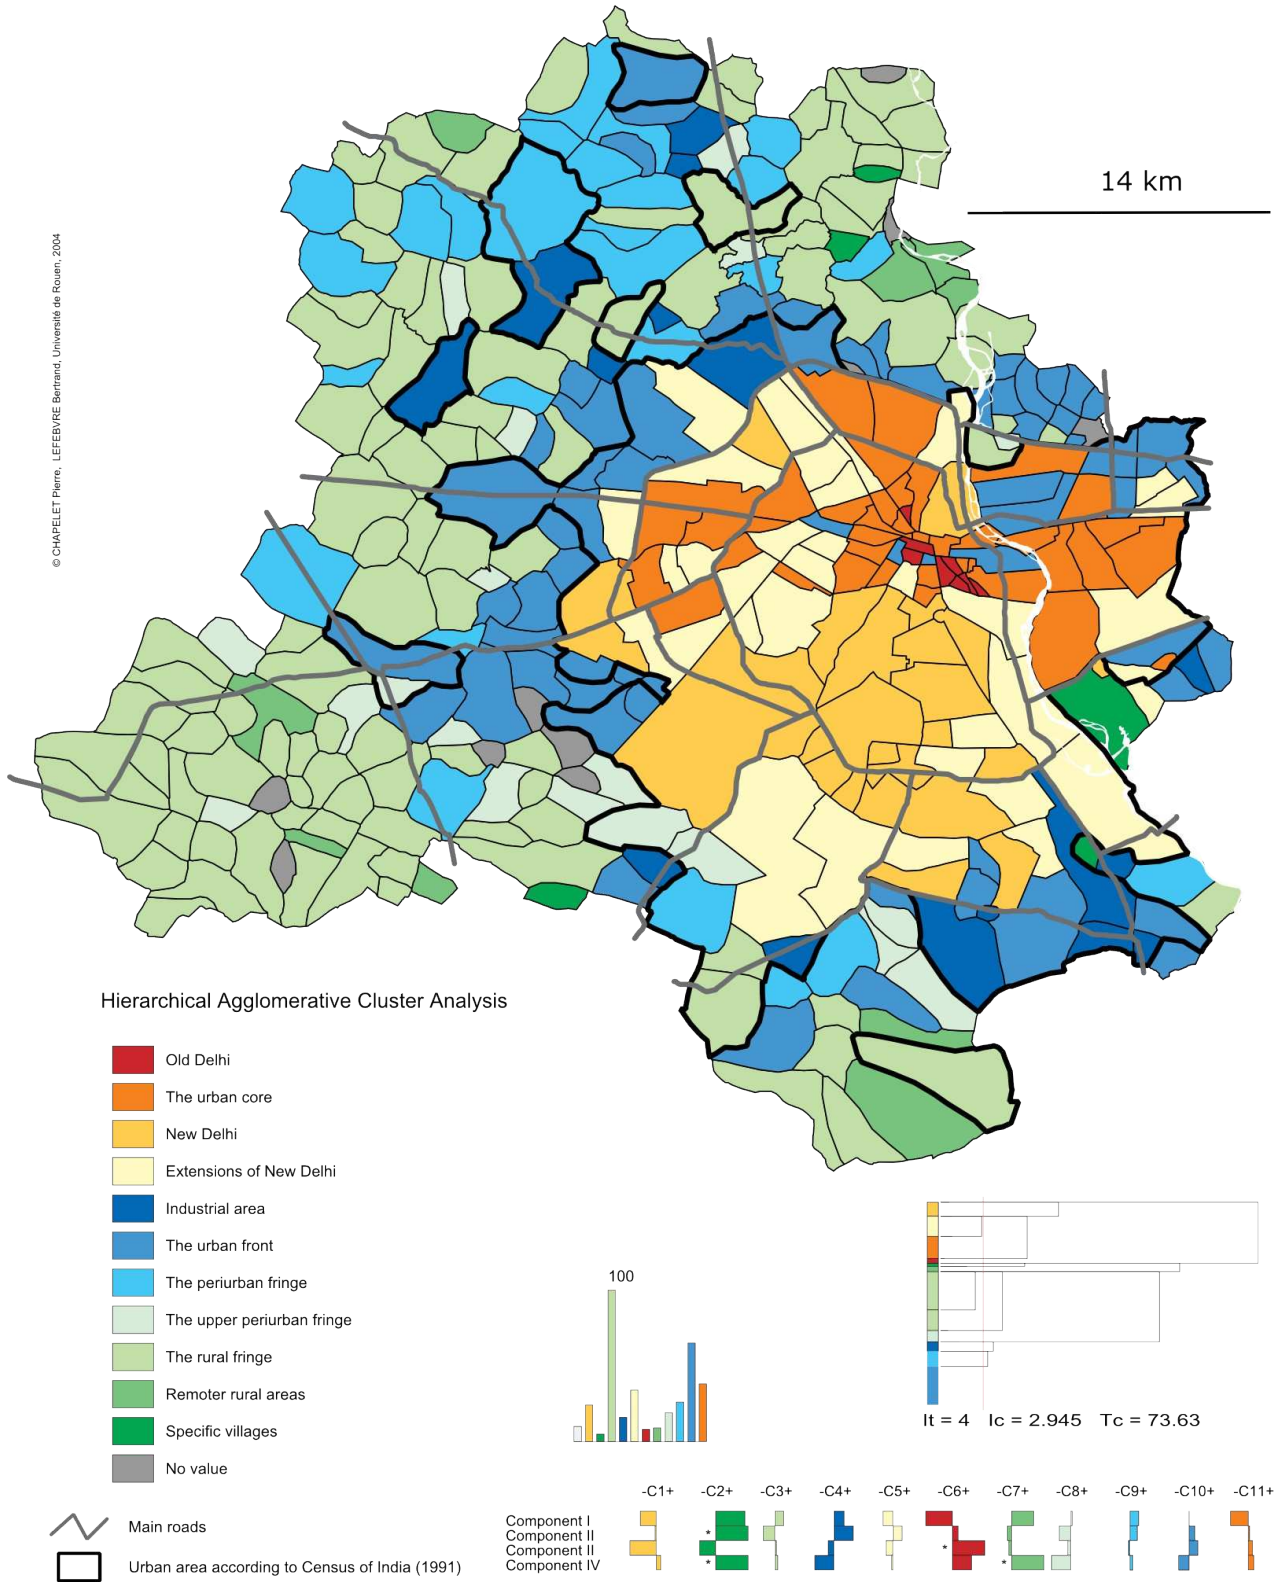 14 km
© CHAPELET Pierre, LEFEBVRE Bertrand, Université de Rouen, 2004
Hierarchical Agglomerative Cluster Analysis
Old Delhi
The urban core
New Delhi
Extensions of New Delhi
Industrial area
The urban front
The periurban fringe
The upper periurban fringe
The rural fringe
Remoter rural areas
Specific villages
No value
Main roads
Urban area according to Census of India (1991)
100
It = 4 Ic = 2.945 Tc = 73.63
-C1+ -C2+ -C3+ -C4+ -C5+ -C6+ -C7+ -C8+ -C9+ -C10+ -C11+
Component I
Component II
*
Component II
*
Component IV
* *